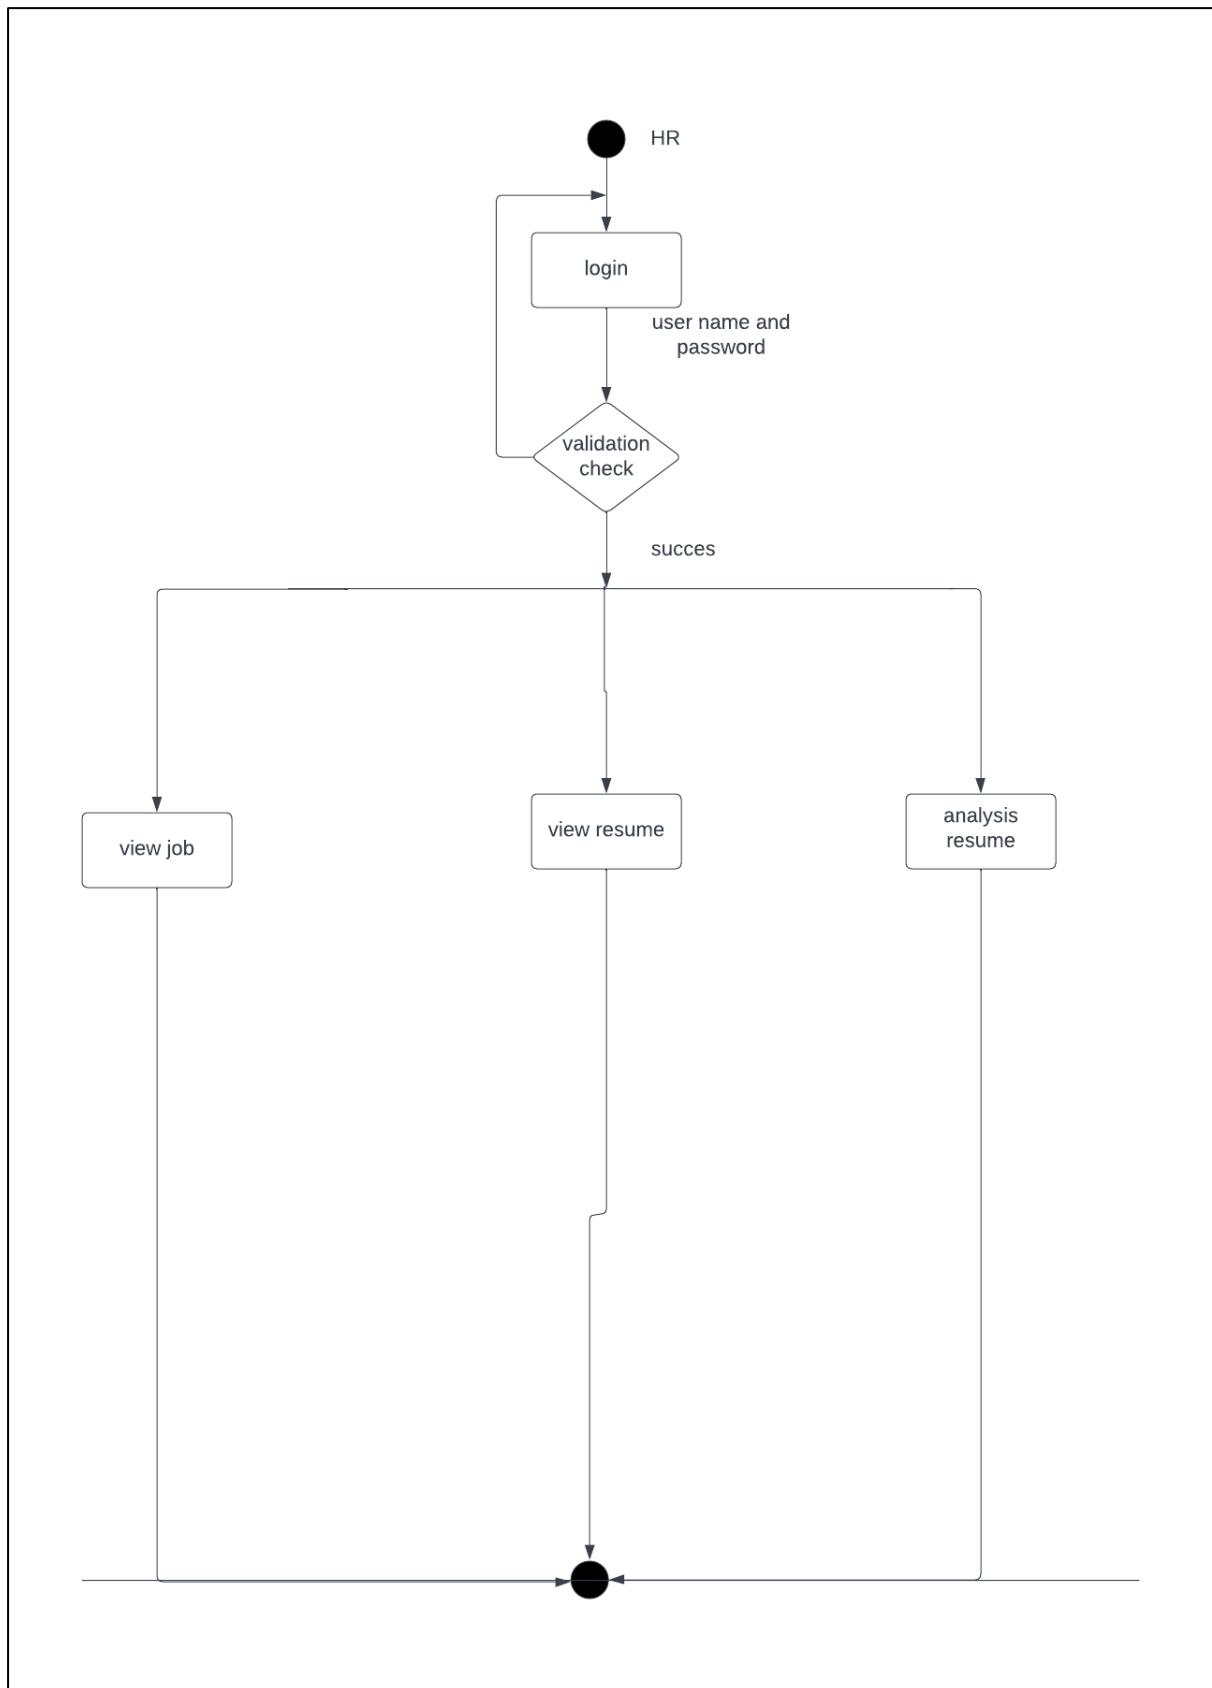 HR
login
user name and
password
validation
check
succes
view job
view resume
analysis
resume